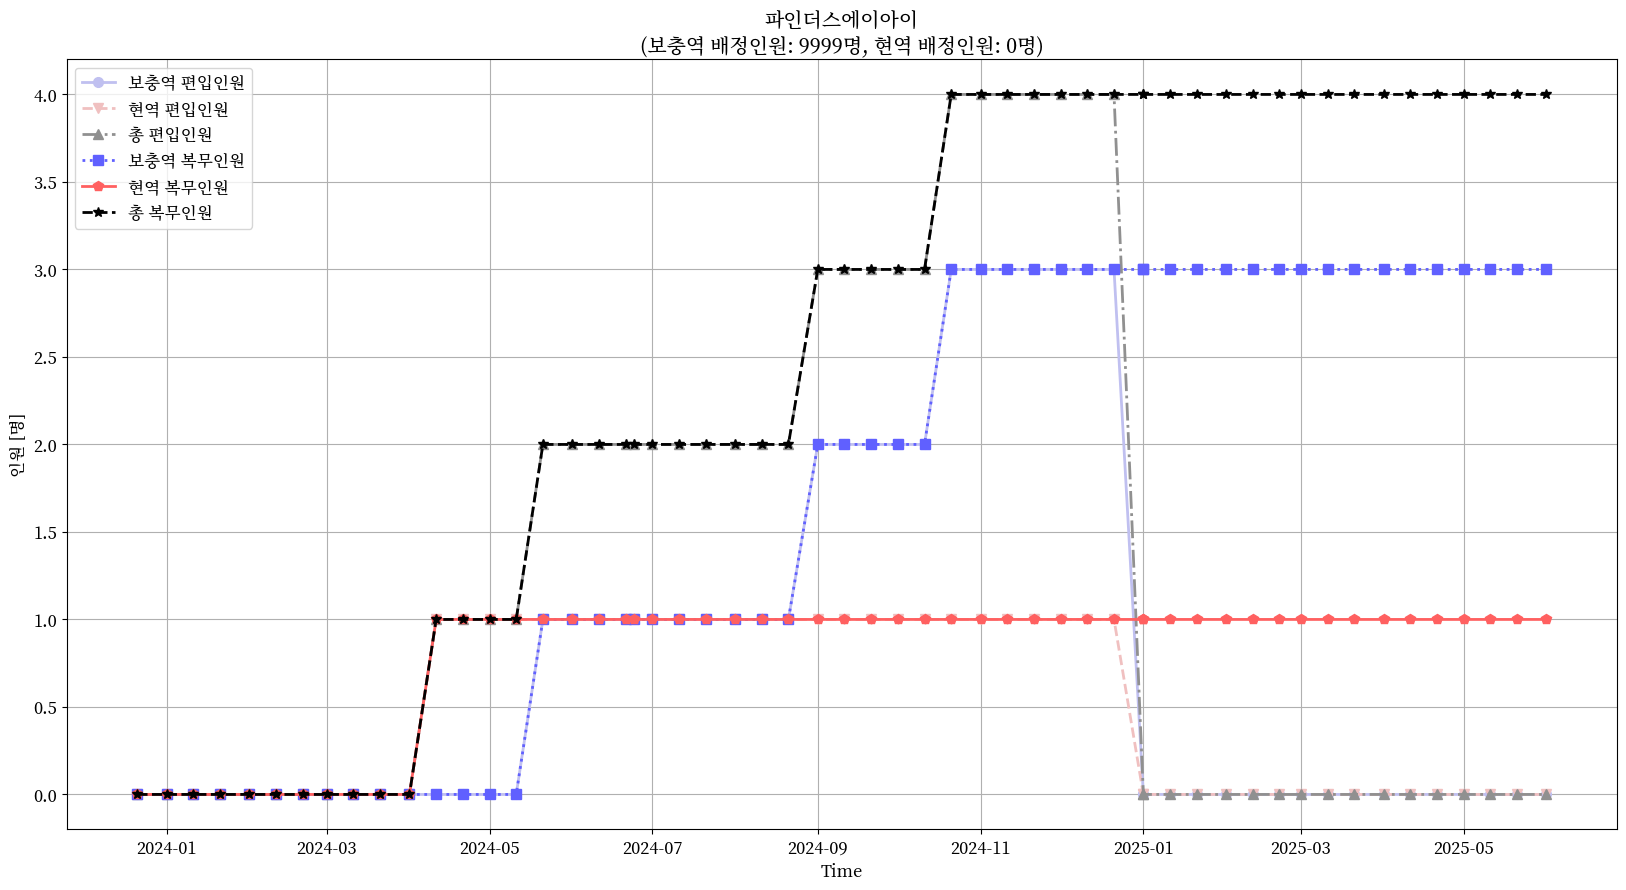 파인더스에이아이
(보충역 배정인원: 9999명, 현역 배정인원: 0명)
보충역 편입인원
현역 편입인원
총 편입인원
보충역 복무인원
현역 복무인원
총 복무인원
인원 [명]
4.0
3.5
3.0
2.5
2.0
1.5
1.0
0.5
0.0
2024-01
2024-03
2024-05
2024-07
2024-09
2024-11
2025-01
2025-03
2025-05
Time